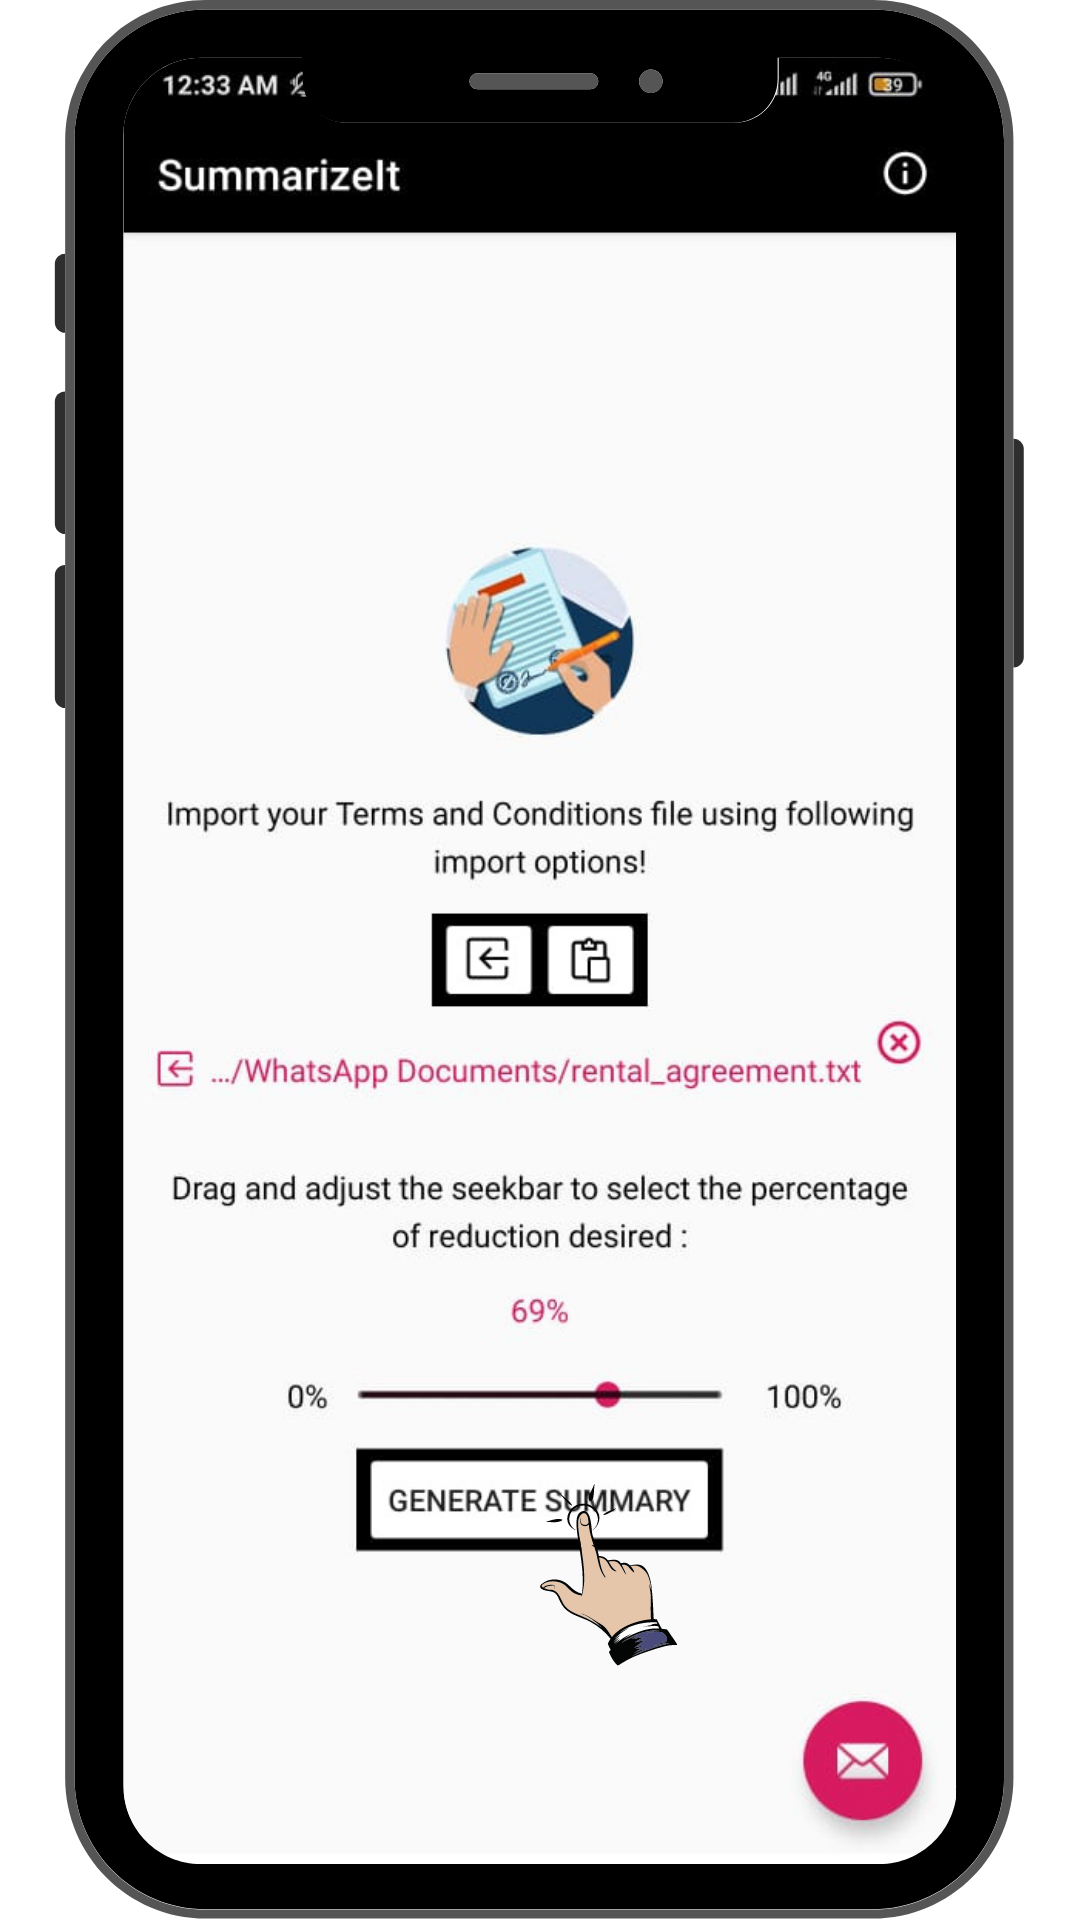 12:33 AM
4G
39
SummarizeIt
Import your Terms and Conditions file using following
import options!
.../WhatsApp Documents/rental_agreement.txt
Drag and adjust the seekbar to select the percentage
of reduction desired :
69%
0%
100%
GENERATE SUMMARY